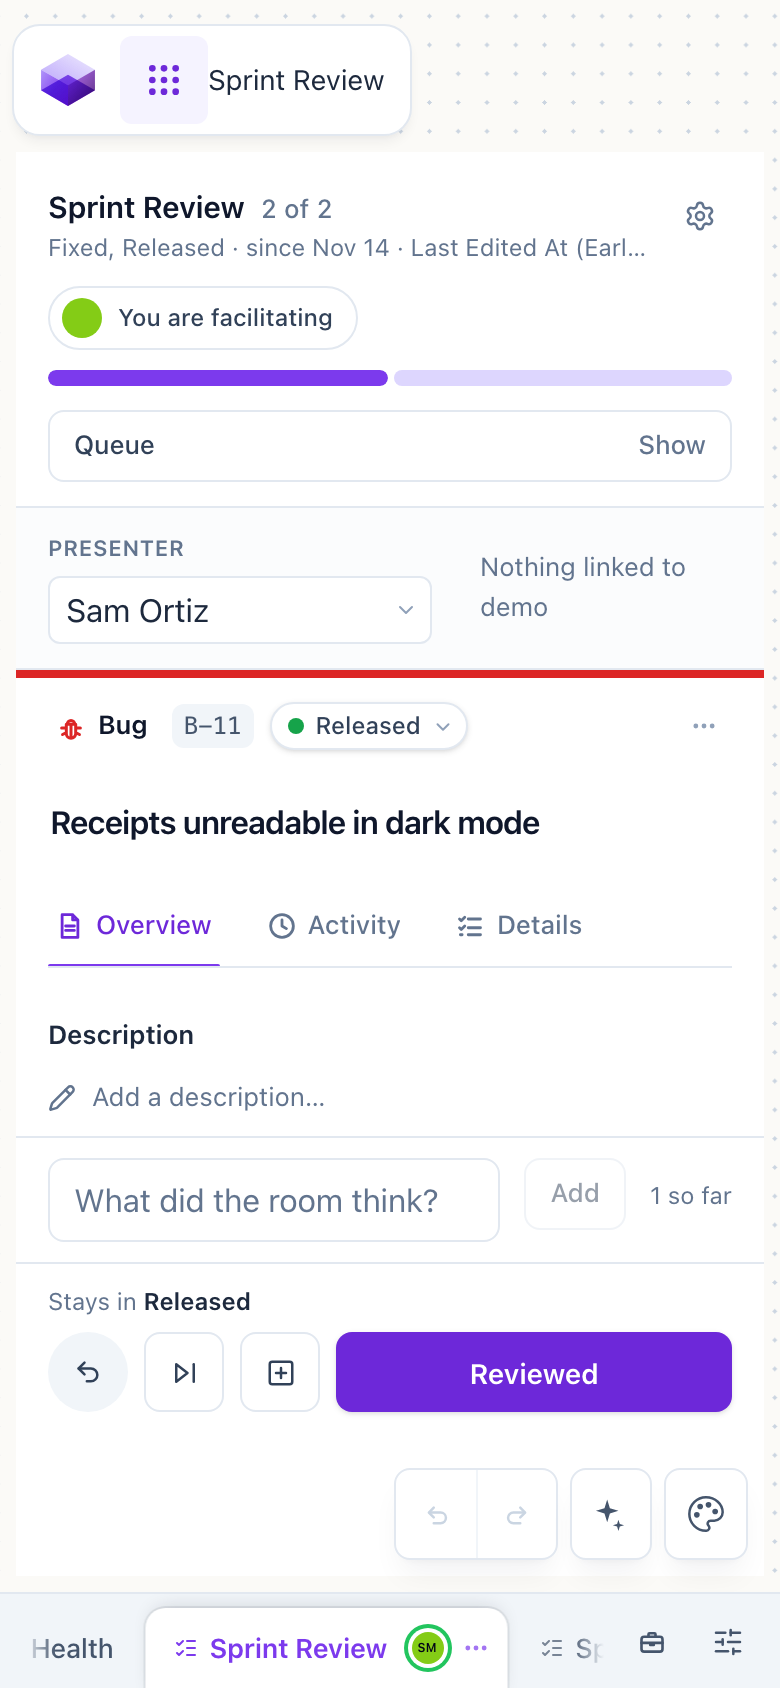 Sprint Review
Sprint Review 2 of 2
Fixed, Released · since Nov 14 · Last Edited At (Earl...
You are facilitating
Queue Show
PRESENTER
Sam Ortiz
Nothing linked to
demo
Bug B-11 Released
Receipts unreadable in dark mode
Overview Activity Details
Description
Add a description...
What did the room think? Add 1 so far
Stays in Released
Reviewed
Health Sprint Review SM Sp